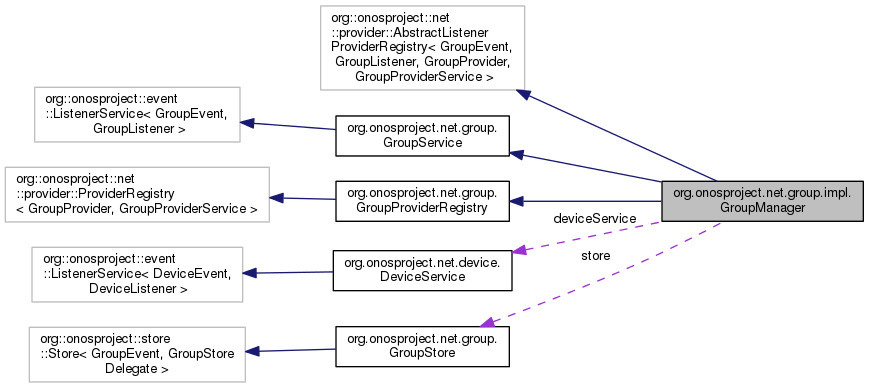 org::onosproject::net
::provider::AbstractListener
ProviderRegistry< GroupEvent,
GroupListener, GroupProvider,
GroupProviderService >
org::onosproject::event
::ListenerService< GroupEvent,
GroupListener >
org.onosproject.net.group.
GroupService
org::onosproject::net
::provider::ProviderRegistry
< GroupProvider, GroupProviderService >
org.onosproject.net.group.
GroupProviderRegistry
org.onosproject.net.group.impl.
GroupManager
deviceService
org::onosproject::event
::ListenerService< DeviceEvent,
DeviceListener >
org.onosproject.net.device.
DeviceService
store
org::onosproject::store
::Store< GroupEvent, GroupStore
Delegate >
org.onosproject.net.group.
GroupStore